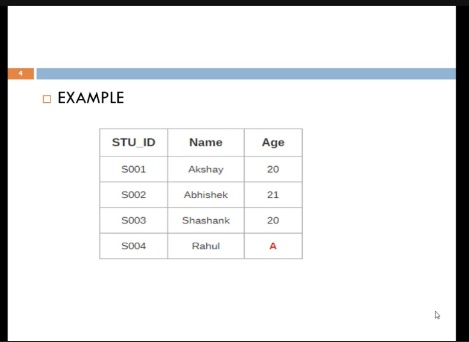 4
EXAMPLE
STU_ID Name Age
S001 Akshay 20
S002 Abhishek 21
S003 Shashank 20
S004 Rahul A